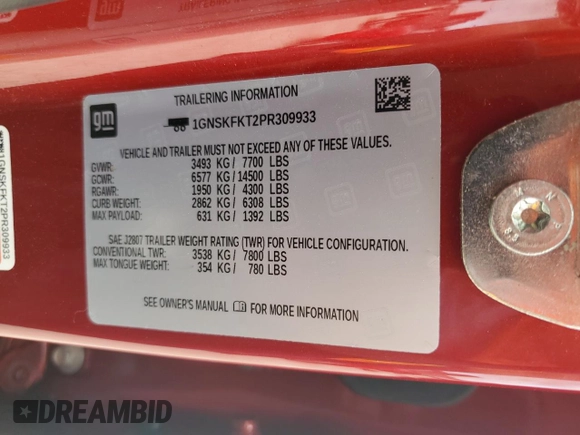 gm
TRAILERING INFORMATION
1GNSKFKT2PR309933
VEHICLE AND TRAILER MUST NOT EXCEED ANY OF THESE VALUES.
GVWR: 3493 KG/ 7700 LBS
GCWR: 6577 KG/14500 LBS
RGAWR: 1950 KG/ 4300 LBS
CURB WEIGHT: 2862 KG/ 6308 LBS
MAX PAYLOAD: 631 KG/ 1392 LBS
SAE J2807 TRAILER WEIGHT RATING (TWR) FOR VEHICLE CONFIGURATION.
CONVENTIONAL TWR: 3538 KG/ 7800 LBS
MAX TONGUE WEIGHT: 354 KG/ 780 LBS
SEE OWNER'S MANUAL FOR MORE INFORMATION
1GNSKFKT2PR309933
DREAMBID